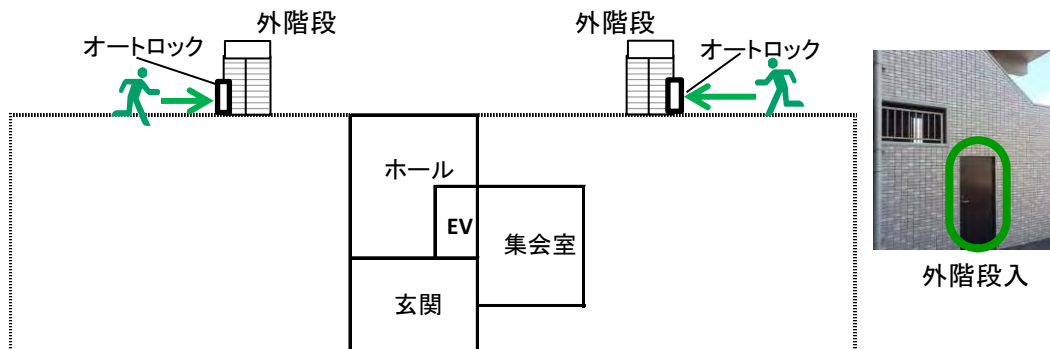 外階段
オートロック
外階段
オートロック
ホール
EV
集会室
玄関
外階段入